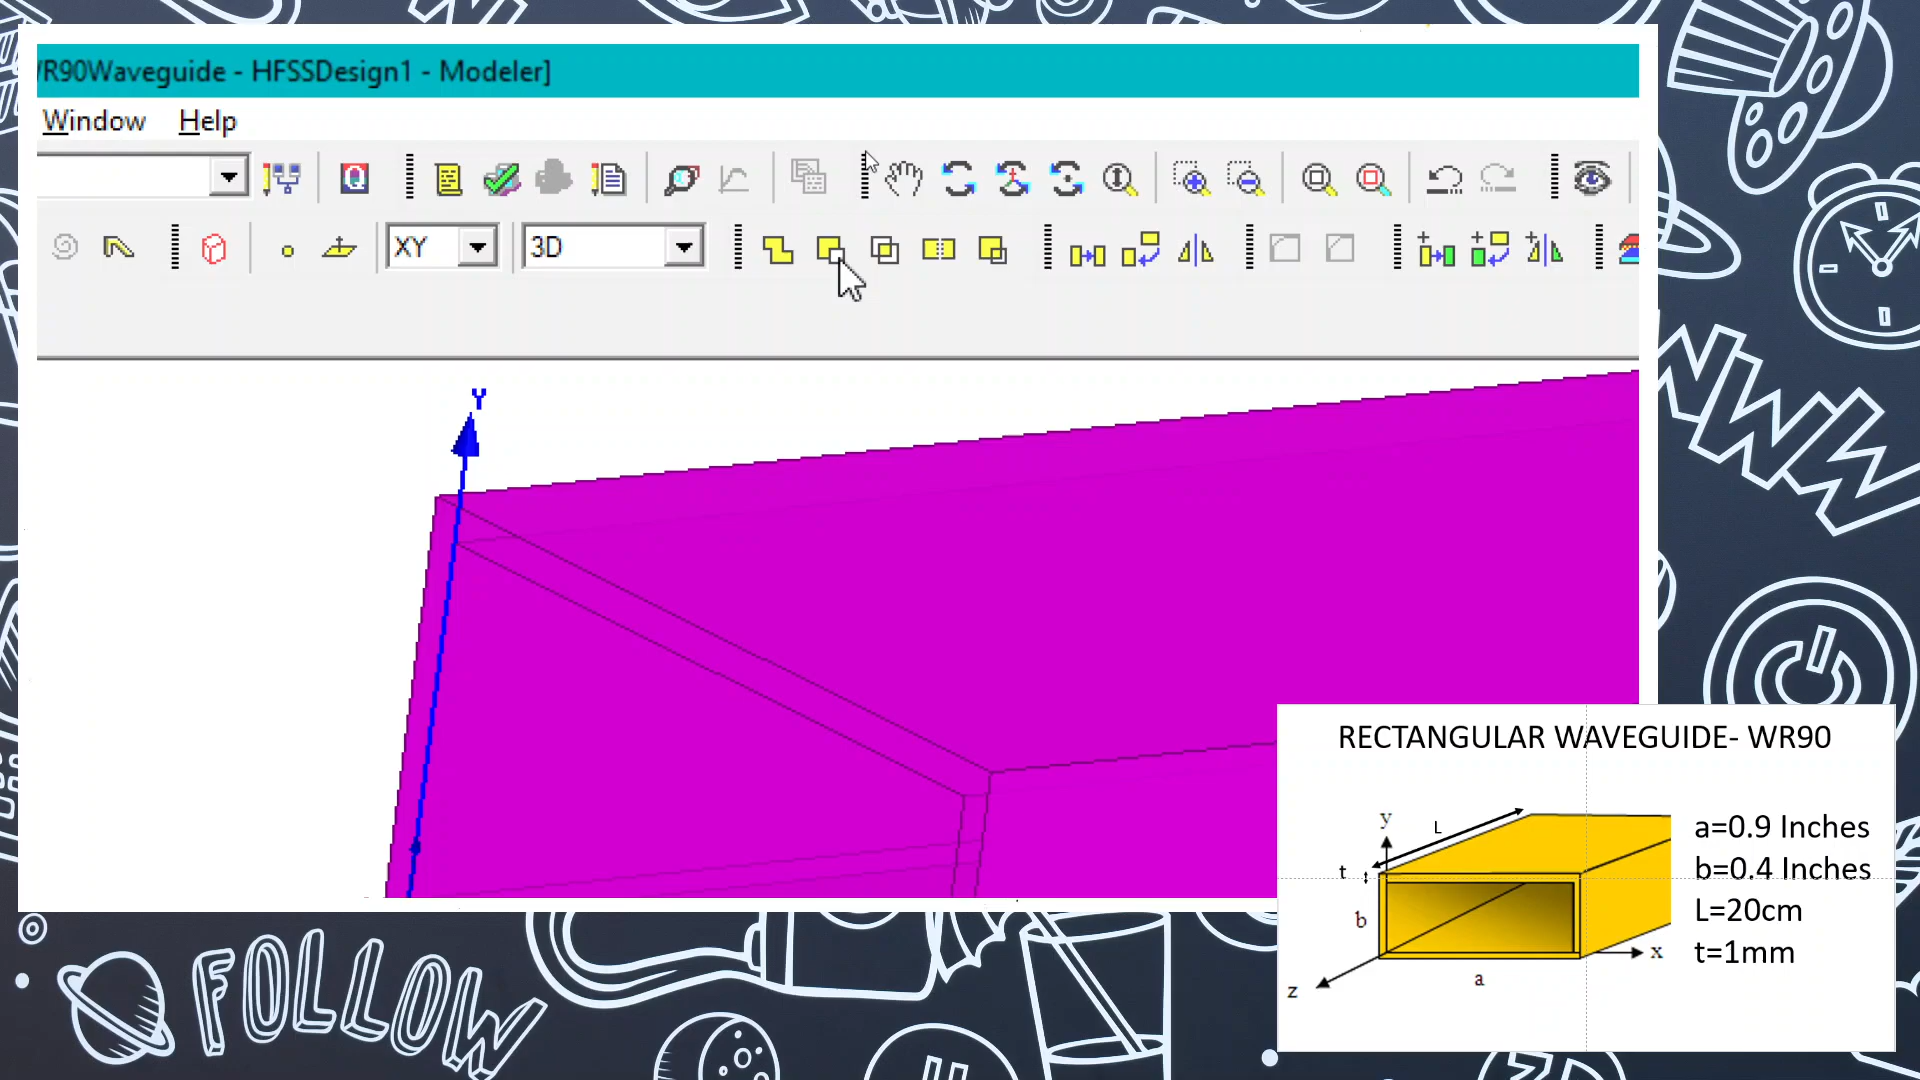 /R90Waveguide - HFSSDesign1 - Modeler]
Window Help
XY 3D
Y
RECTANGULAR WAVEGUIDE- WR90
y
L
t
b
a
x
z
a=0.9 Inches
b=0.4 Inches
L=20cm
t=1mm
FOLLOW
WWW